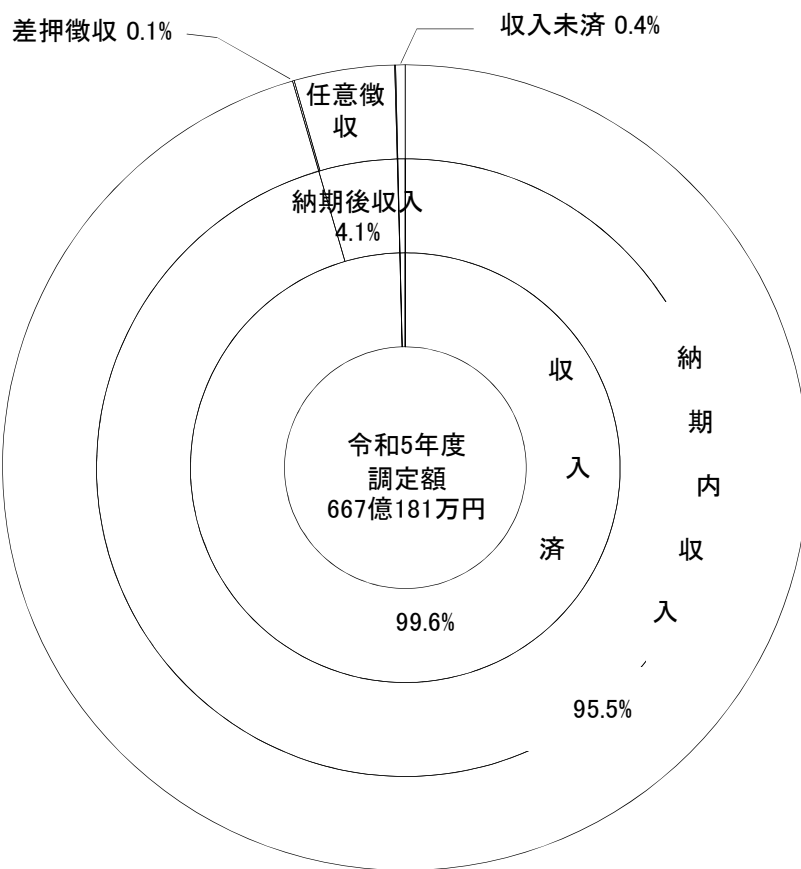 差押徴収 0.1%
収入未済 0.4%
任意徴
収
納期後収入
4.1%
収
入
済
99.6%
納
期
内
収
入
95.5%
令和5年度
調定額
667億181万円